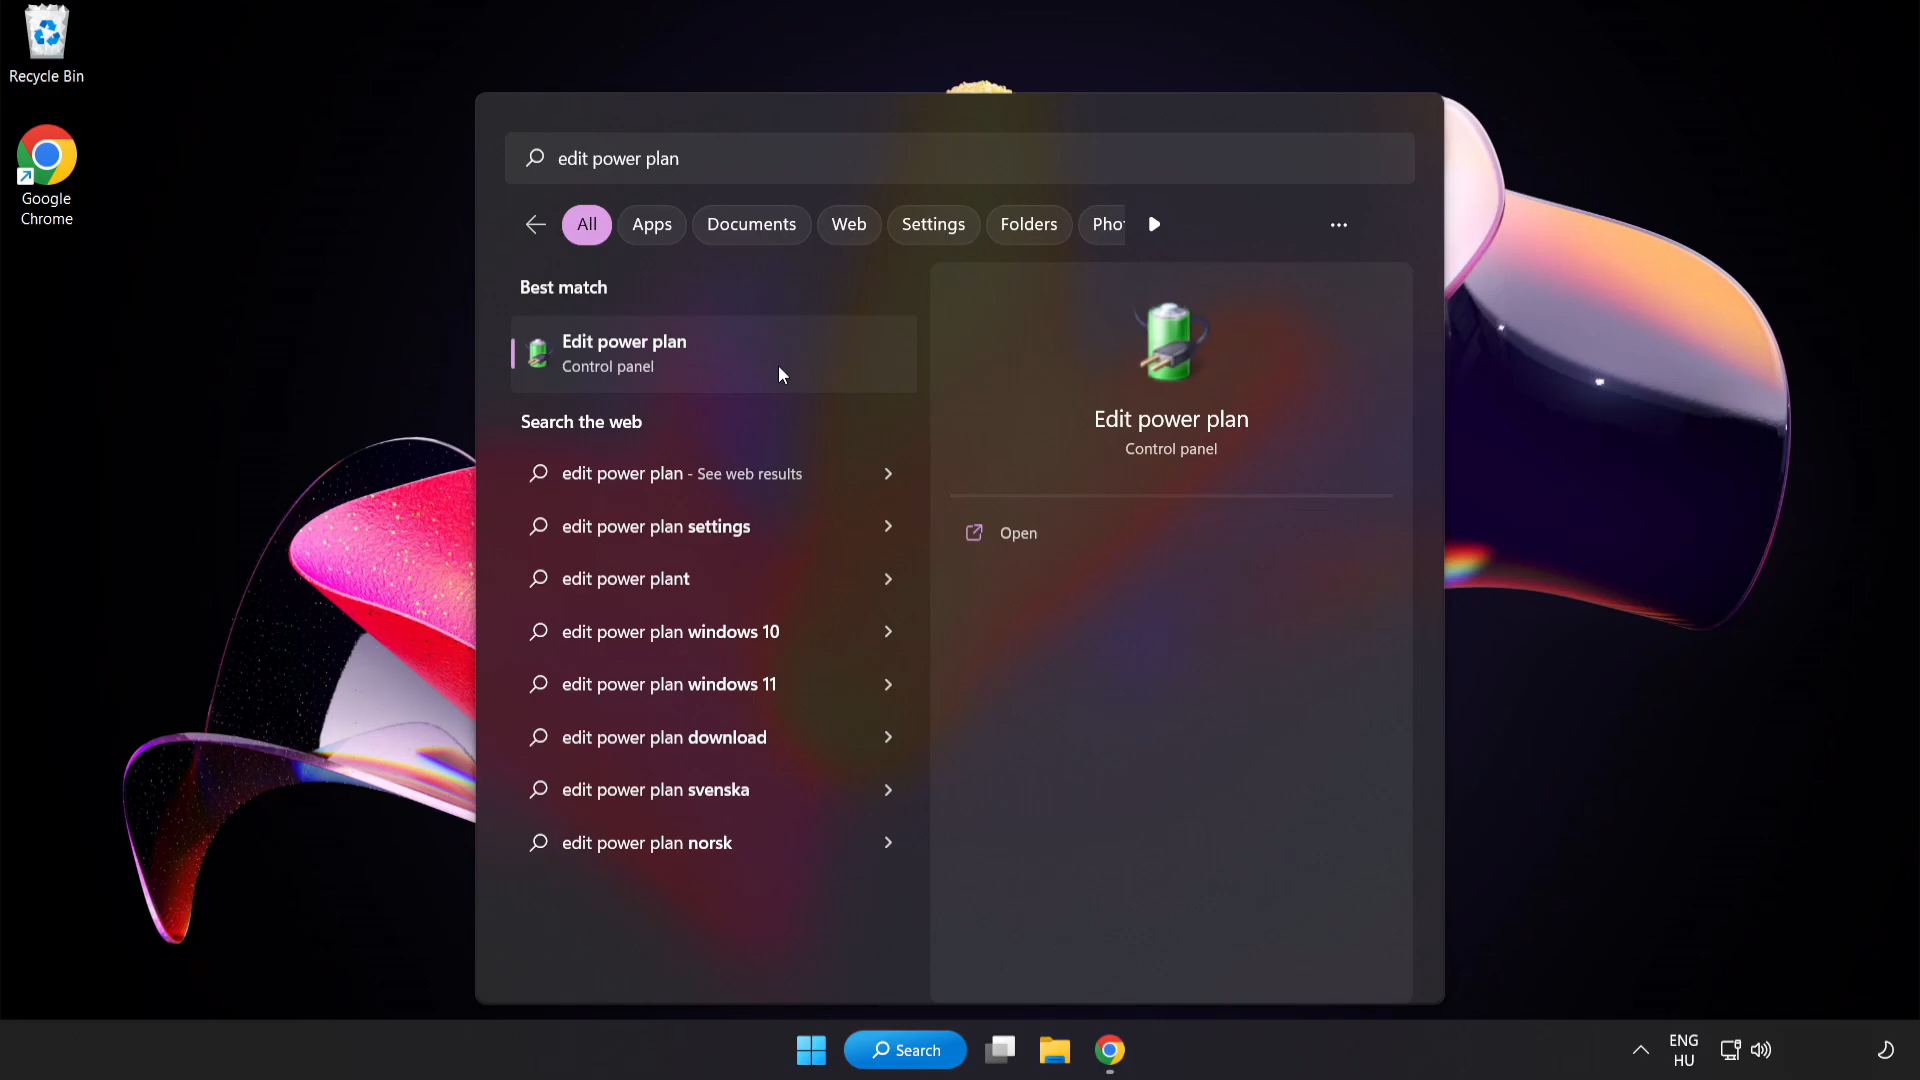 Recycle Bin
Google
Chrome
edit power plan
All
Apps
Documents
Web
Settings
Folders
Pho
Best match
Edit power plan
Control panel
Search the web
edit power plan - See web results
edit power plan settings
edit power plant
edit power plan windows 10
edit power plan windows 11
edit power plan download
edit power plan svenska
edit power plan norsk
Edit power plan
Control panel
Open
Search
ENG
HU